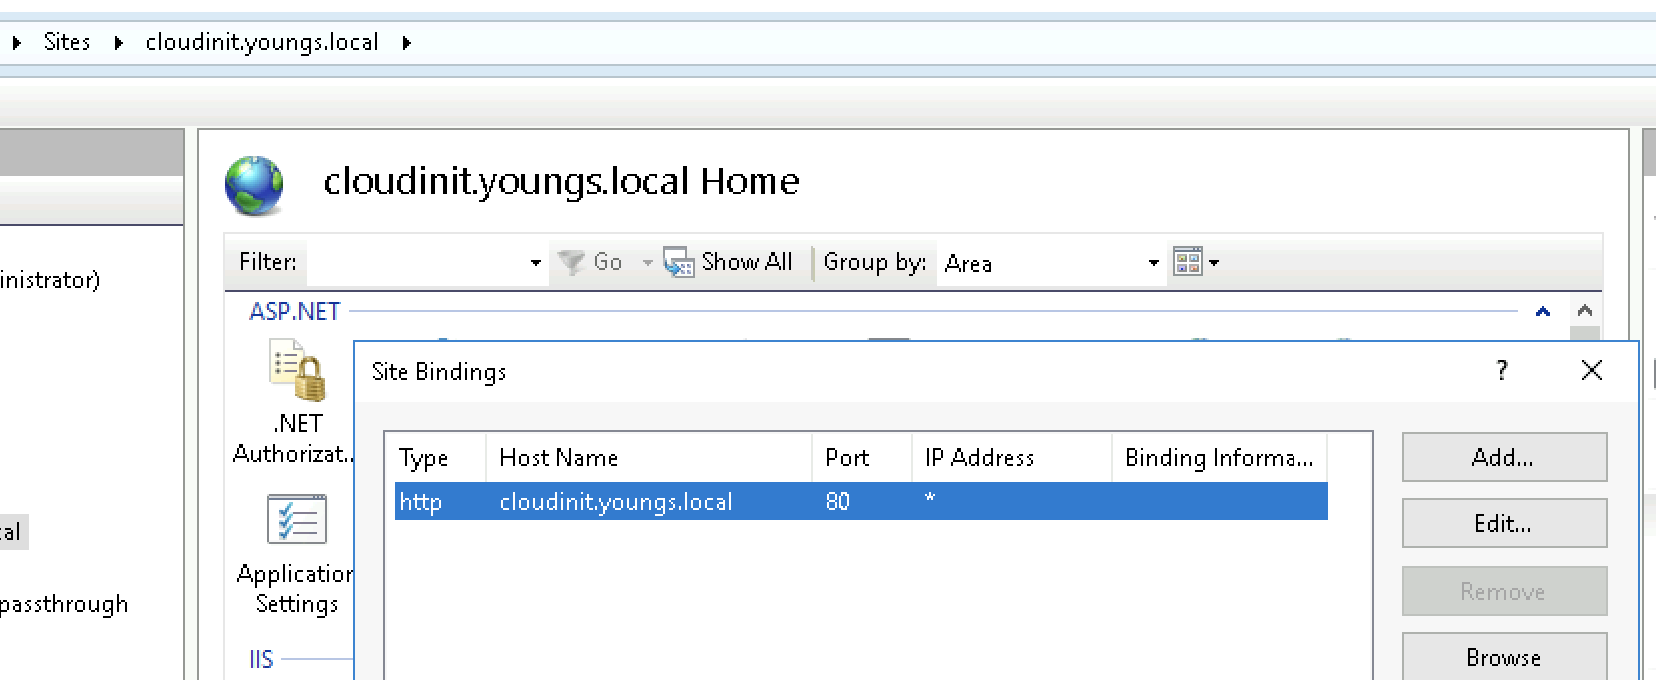 Sites cloudinit.youngs.local
cloudinit.youngs.local Home
Filter: Go Show All Group by: Area
inistrator)
ASP.NET
.NET
Authorizat...
Application
Settings
IIS
cal
passthrough
Site Bindings ?
Type Host Name Port IP Address Binding Informa...
http cloudinit.youngs.local 80 *
Add...
Edit...
Remove
Browse